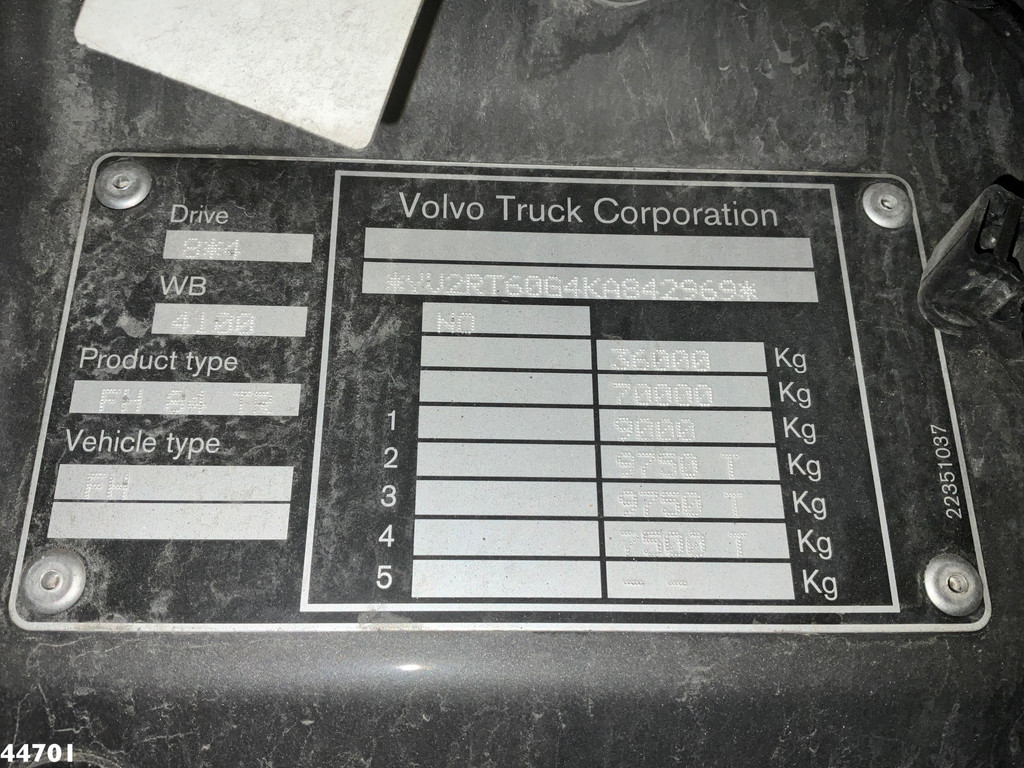 Volvo Truck Corporation
Drive
8*4
WB
4100
Product type
FH 84 TR
Vehicle type
FH
*YV2RT60G4KA842969*
NO
36000 Kg
70000 Kg
1 9000 Kg
2 9750 T Kg
3 9750 T Kg
4 7500 T Kg
5 Kg
22351037
44701